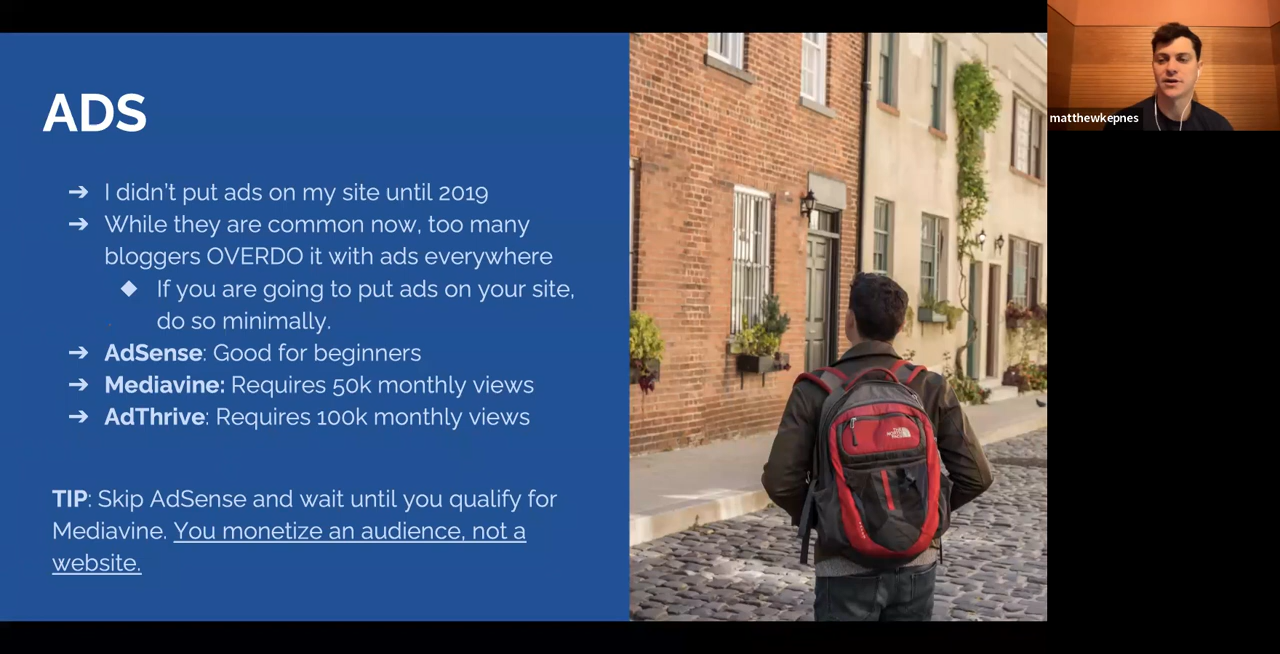 ADS
➔ I didn't put ads on my site until 2019
➔ While they are common now, too many
bloggers OVERDO it with ads everywhere
◆ If you are going to put ads on your site,
do so minimally.
➔ AdSense: Good for beginners
➔ Mediavine: Requires 50k monthly views
➔ AdThrive: Requires 100k monthly views
TIP: Skip AdSense and wait until you qualify for
Mediavine. You monetize an audience, not a
website.
THE
NORTH
FACE
matthewkepnes